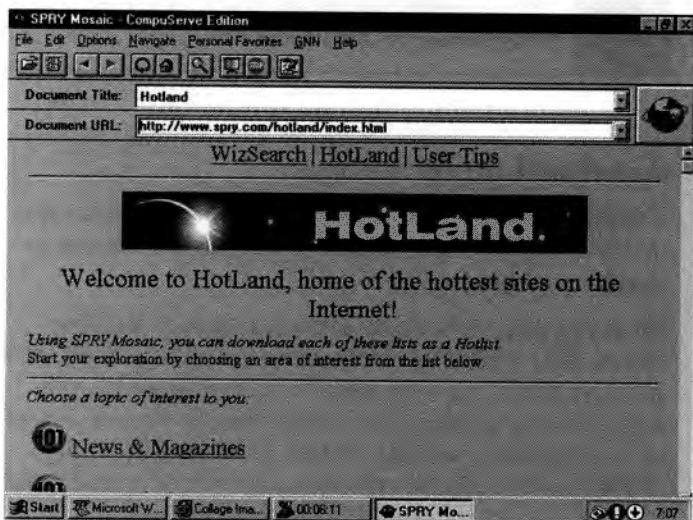 SPRY Mosaic - CompuServe Edition
File Edit Options Navigate Personal Favorites GNN Help
Document Title: Hotland
Document URL: http://www.spry.com/hotland/index.html
WizSearch | HotLand | User Tips
HotLand.
Welcome to HotLand, home of the hottest sites on the
Internet!
Using SPRY Mosaic, you can download each of these lists as a Hotlist
Start your exploration by choosing an area of interest from the list below.
Choose a topic of interest to you:
HOT News & Magazines
HOT
Start Microsoft W... Collage Ima... 00:06:11 SPRY Mo... 7:07